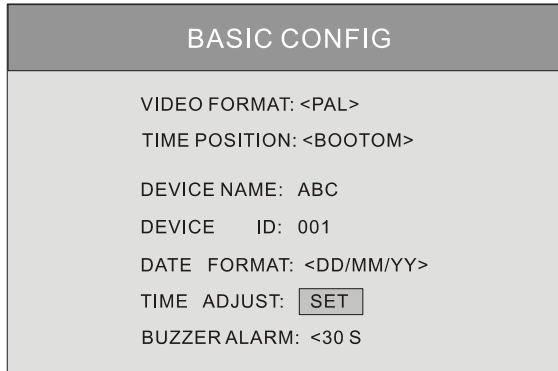 BASIC CONFIG
VIDEO FORMAT: <PAL>
TIME POSITION: <BOOTOM>
DEVICE NAME: ABC
DEVICE ID: 001
DATE FORMAT: <DD/MM/YY>
TIME ADJUST: SET
BUZZER ALARM: <30 S